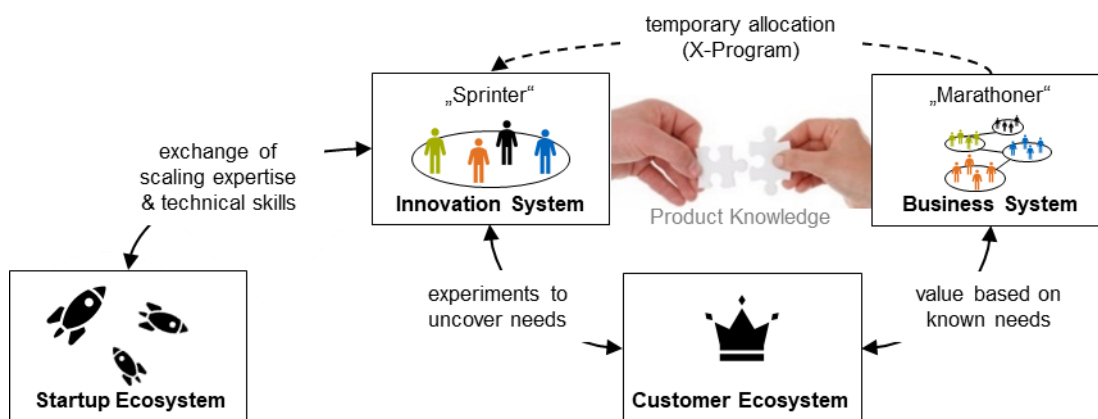 temporary allocation
(X-Program)
„Sprinter“
Innovation System
Product Knowledge
„Marathoner“
Business System
exchange of
scaling expertise
& technical skills
experiments to
uncover needs
value based on
known needs
Startup Ecosystem
Customer Ecosystem